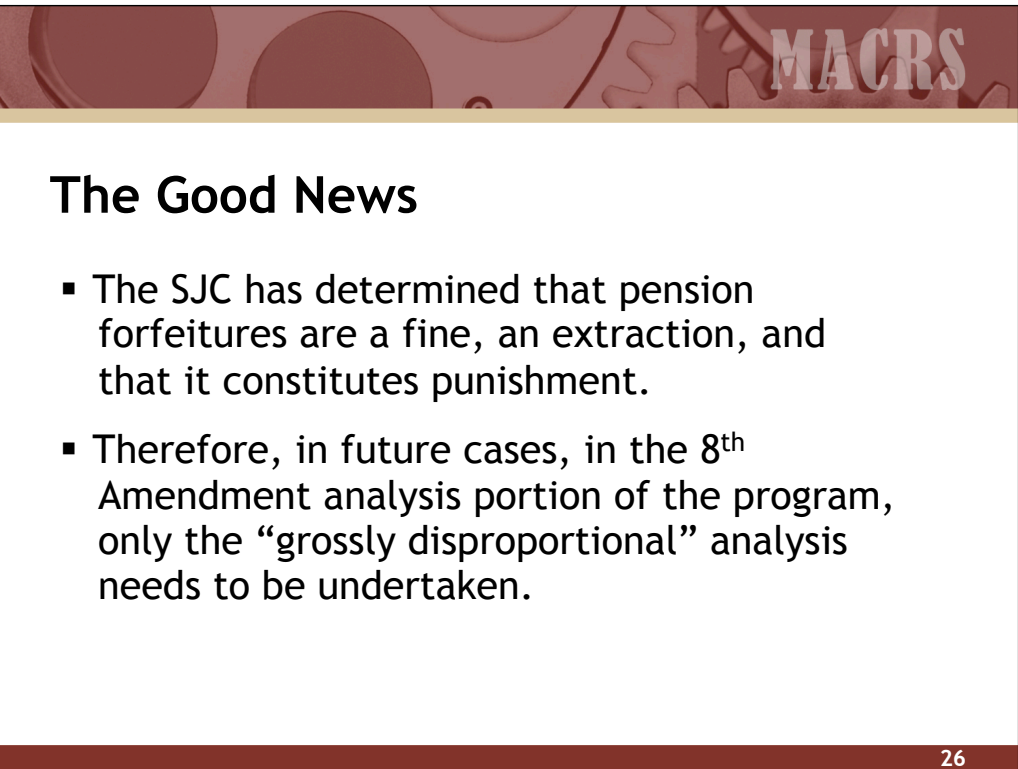 MACRS
The Good News
▪ The SJC has determined that pension
forfeitures are a fine, an extraction, and
that it constitutes punishment.
▪ Therefore, in future cases, in the 8th
Amendment analysis portion of the program,
only the “grossly disproportional” analysis
needs to be undertaken.
26